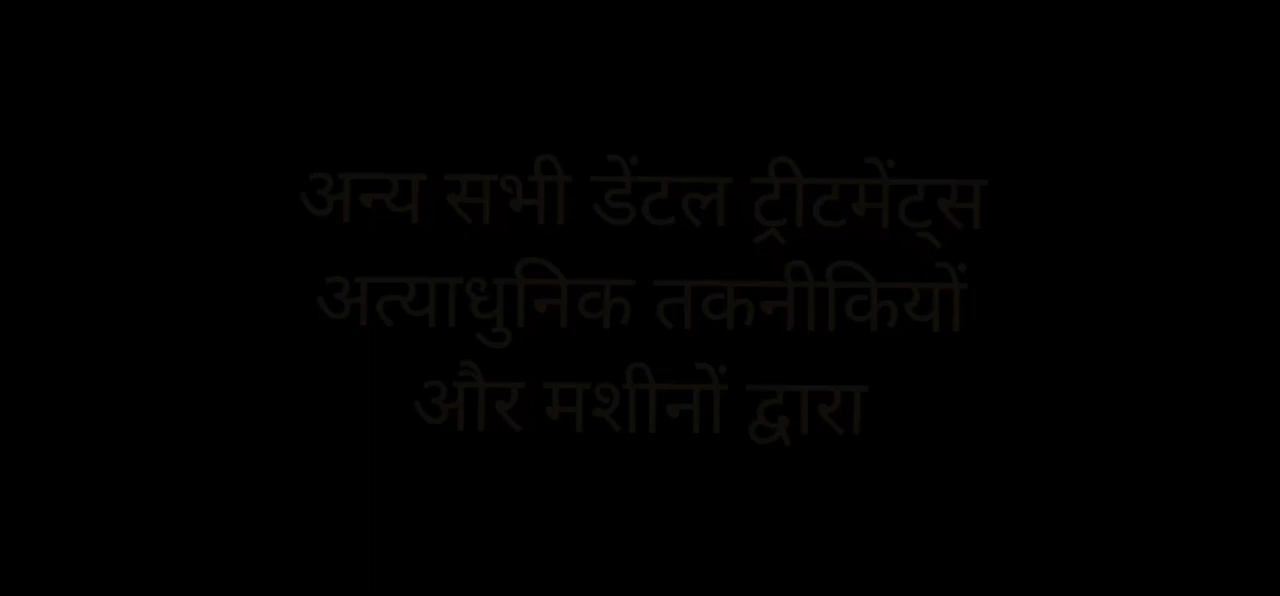 अन्य सभी डेंटल ट्रीटमेंट्स
अत्याधुनिक तकनीकियों
और मशीनों द्वारा